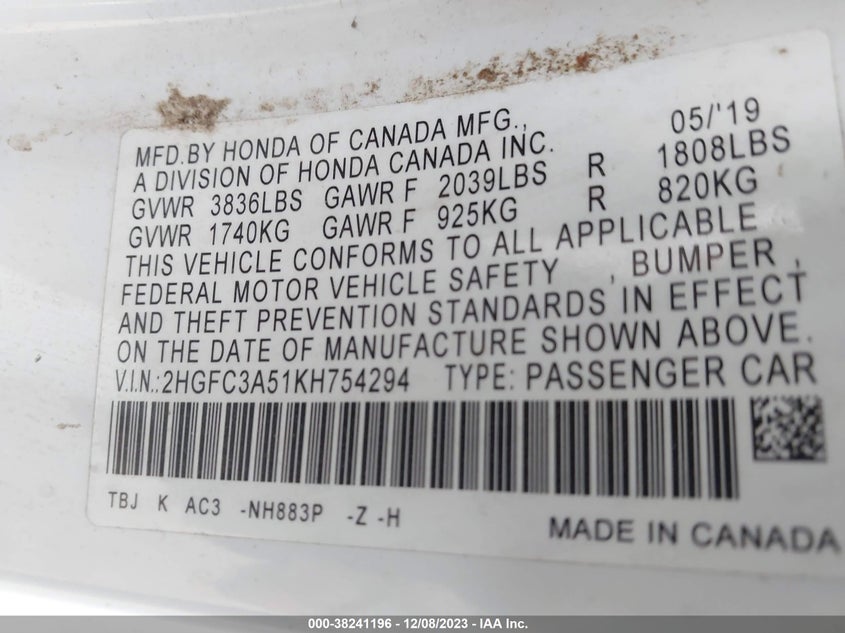 MFD.BY HONDA OF CANADA MFG., 05/'19
A DIVISION OF HONDA CANADA INC.
GVWR 3836LBS GAWR F 2039LBS R 1808LBS
GVWR 1740KG GAWR F 925KG R 820KG
THIS VEHICLE CONFORMS TO ALL APPLICABLE
FEDERAL MOTOR VEHICLE SAFETY , BUMPER ,
AND THEFT PREVENTION STANDARDS IN EFFECT
ON THE DATE OF MANUFACTURE SHOWN ABOVE.
V.I.N.:2HGFC3A51KH754294 TYPE: PASSENGER CAR
TBJ K AC3 -NH883P -Z -H
MADE IN CANADA
000-38241196 - 12/08/2023 - IAA Inc.